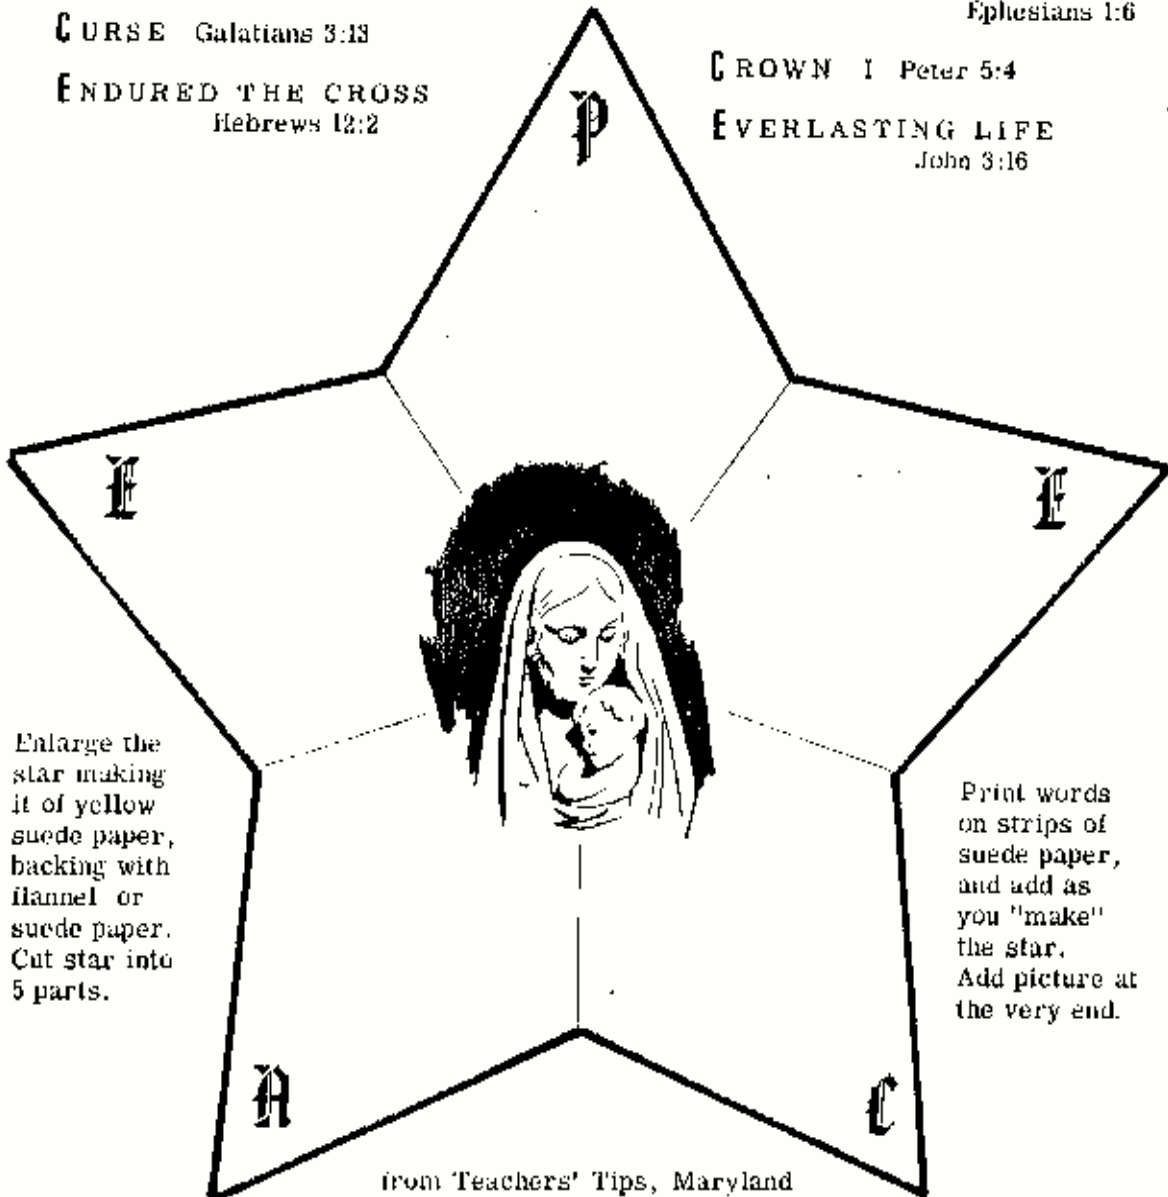 CURSE Galatians 3:13
ENDURED THE CROSS
Hebrews 12:2
Ephesians 1:6
CROWN I Peter 5:4
EVERLASTING LIFE
John 3:16
P
E
E
A
C
Enlarge the
star making
it of yellow
suede paper,
backing with
flannel or
suede paper.
Cut star into
5 parts.
Print words
on strips of
suede paper,
and add as
you "make"
the star.
Add picture at
the very end.
from Teachers' Tips, Maryland